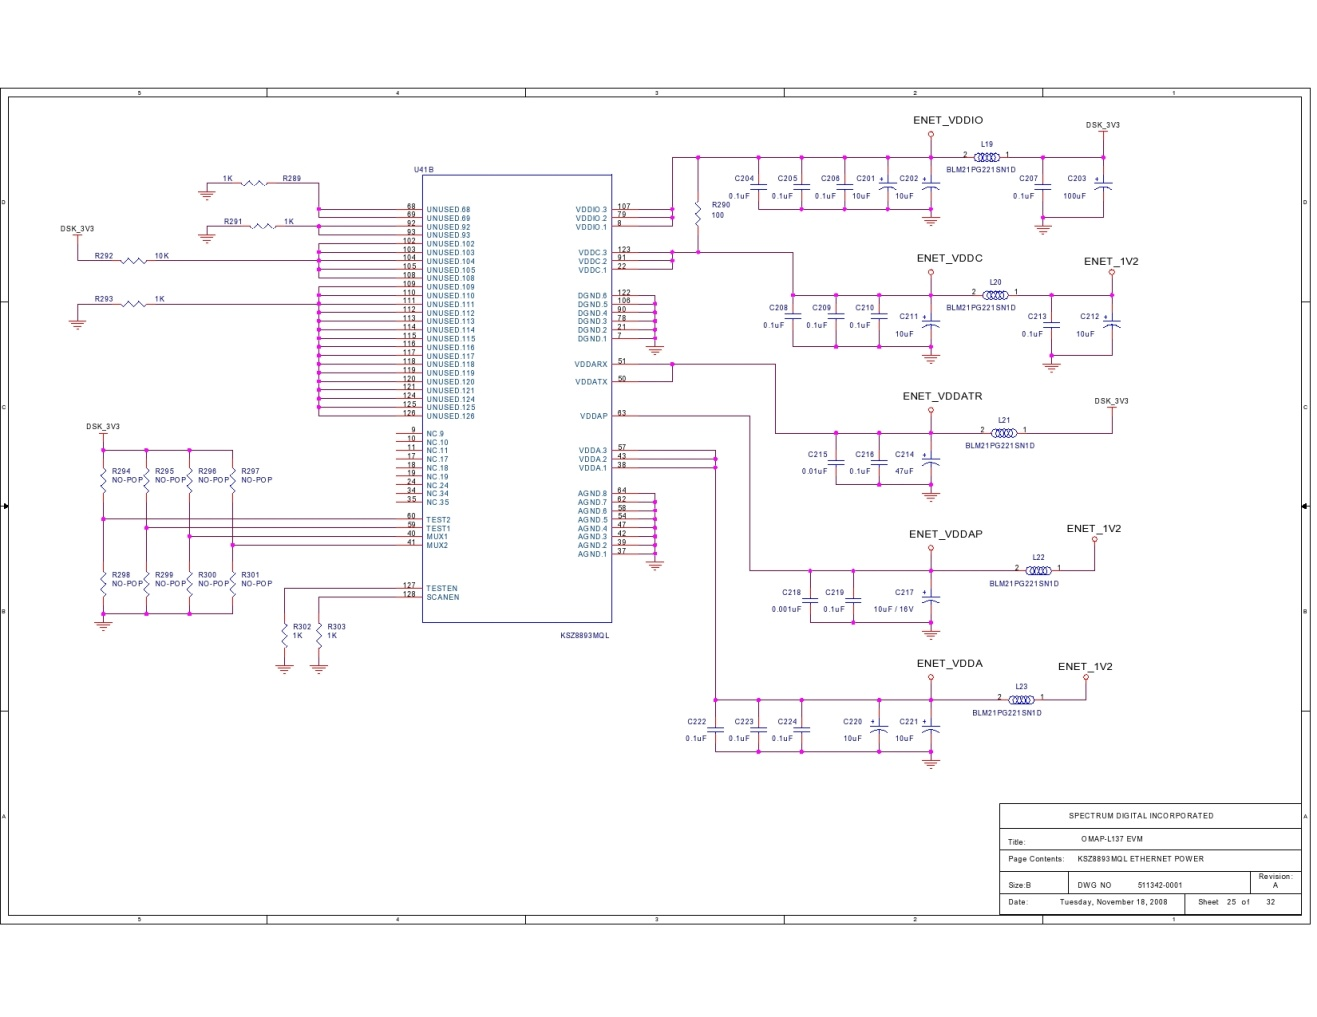 5 4 3 2 1
ENET_VDDIO
DSK_3V3
L19
2 1
BLM21PG221SN1D
C204 C205 C206 C201 C202 C207 C203
0.1uF 0.1uF 0.1uF 10uF 10uF 0.1uF 100uF
R290
100
U41B
1K R289
R291 1K
DSK_3V3
R292 10K
R293 1K
68 UNUSED.68
69 UNUSED.69
92 UNUSED.92
93 UNUSED.93
102 UNUSED.102
103 UNUSED.103
104 UNUSED.104
105 UNUSED.105
108 UNUSED.108
109 UNUSED.109
110 UNUSED.110
111 UNUSED.111
112 UNUSED.112
113 UNUSED.113
114 UNUSED.114
115 UNUSED.115
116 UNUSED.116
117 UNUSED.117
118 UNUSED.118
119 UNUSED.119
120 UNUSED.120
121 UNUSED.121
124 UNUSED.124
125 UNUSED.125
126 UNUSED.126
9 NC.9
10 NC.10
11 NC.11
17 NC.17
18 NC.18
19 NC.19
24 NC.24
34 NC.34
35 NC.35
60 TEST2
59 TEST1
40 MUX1
41 MUX2
127 TESTEN
128 SCANEN
VDDIO.3 107
VDDIO.2 79
VDDIO.1 8
VDDC.3 123
VDDC.2 91
VDDC.1 22
DGND.6 122
DGND.5 106
DGND.4 90
DGND.3 78
DGND.2 21
DGND.1 7
VDDARX 51
VDDATX 50
VDDAP 63
VDDA.3 57
VDDA.2 43
VDDA.1 38
AGND.8 64
AGND.7 62
AGND.6 58
AGND.5 54
AGND.4 47
AGND.3 42
AGND.2 39
AGND.1 37
KSZ8893MQL
DSK_3V3
R294 R295 R296 R297
NO-POP NO-POP NO-POP NO-POP
R298 R299 R300 R301
NO-POP NO-POP NO-POP NO-POP
R302 R303
1K 1K
ENET_VDDC
ENET_1V2
L20
2 1
BLM21PG221SN1D
C208 C209 C210 C211 C213 C212
0.1uF 0.1uF 0.1uF 10uF 0.1uF 10uF
ENET_VDDATR
DSK_3V3
L21
2 1
BLM21PG221SN1D
C215 C216 C214
0.01uF 0.1uF 47uF
ENET_VDDAP
ENET_1V2
L22
2 1
BLM21PG221SN1D
C218 C219 C217
0.001uF 0.1uF 10uF / 16V
ENET_VDDA
ENET_1V2
L23
2 1
BLM21PG221SN1D
C222 C223 C224 C220 C221
0.1uF 0.1uF 0.1uF 10uF 10uF
D D
C C
B B
A A
SPECTRUM DIGITAL INCORPORATED
Title: OMAP-L137 EVM
Page Contents: KSZ8893MQL ETHERNET POWER
Size:B DWG NO 511342-0001 Revision: A
Date: Tuesday, November 18, 2008 Sheet 25 of 32
5 4 3 2 1